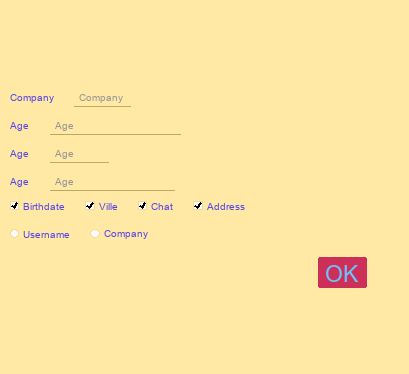 Company Company
Age Age
Age Age
Age Age
Birthdate Ville Chat Address
Username Company
OK